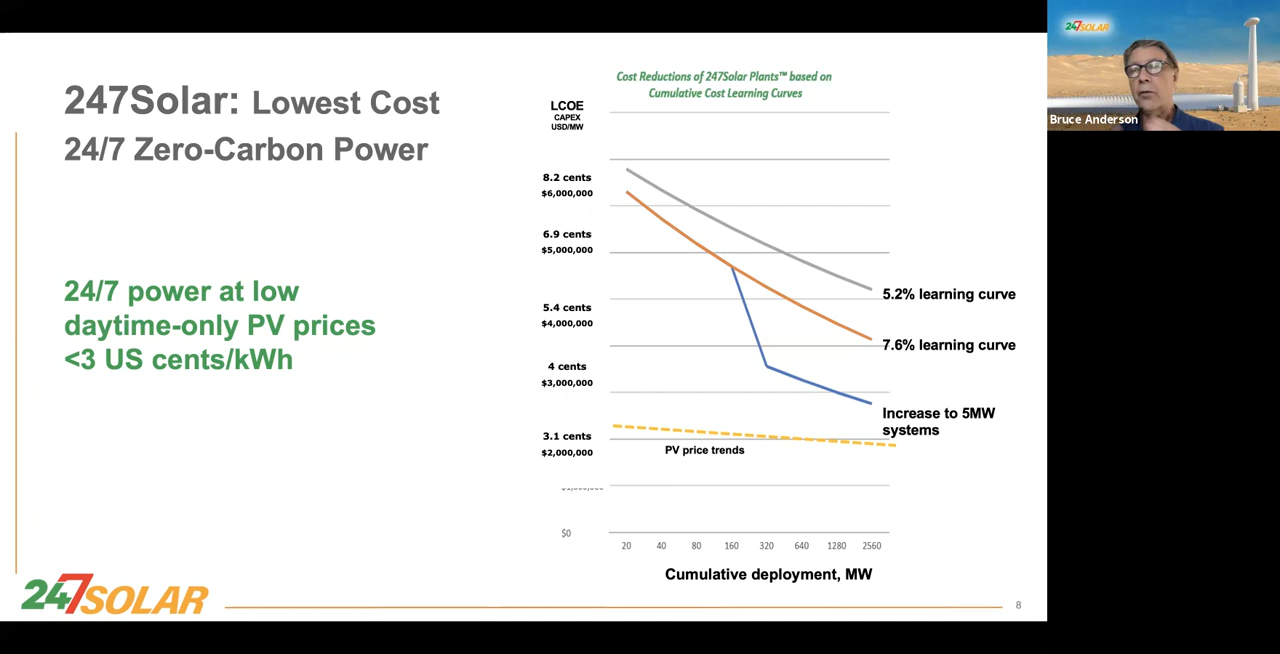 247Solar: Lowest Cost
24/7 Zero-Carbon Power
24/7 power at low
daytime-only PV prices
<3 US cents/kWh
Cost Reductions of 247Solar Plants™ based on
Cumulative Cost Learning Curves
LCOE
CAPEX
USD/MW
8.2 cents
$6,000,000
6.9 cents
$5,000,000
5.4 cents
$4,000,000
4 cents
$3,000,000
3.1 cents
$2,000,000
$0
5.2% learning curve
7.6% learning curve
Increase to 5MW
systems
PV price trends
20 40 80 160 320 640 1280 2560
Cumulative deployment, MW
247SOLAR
8
247SOLAR
Bruce Anderson